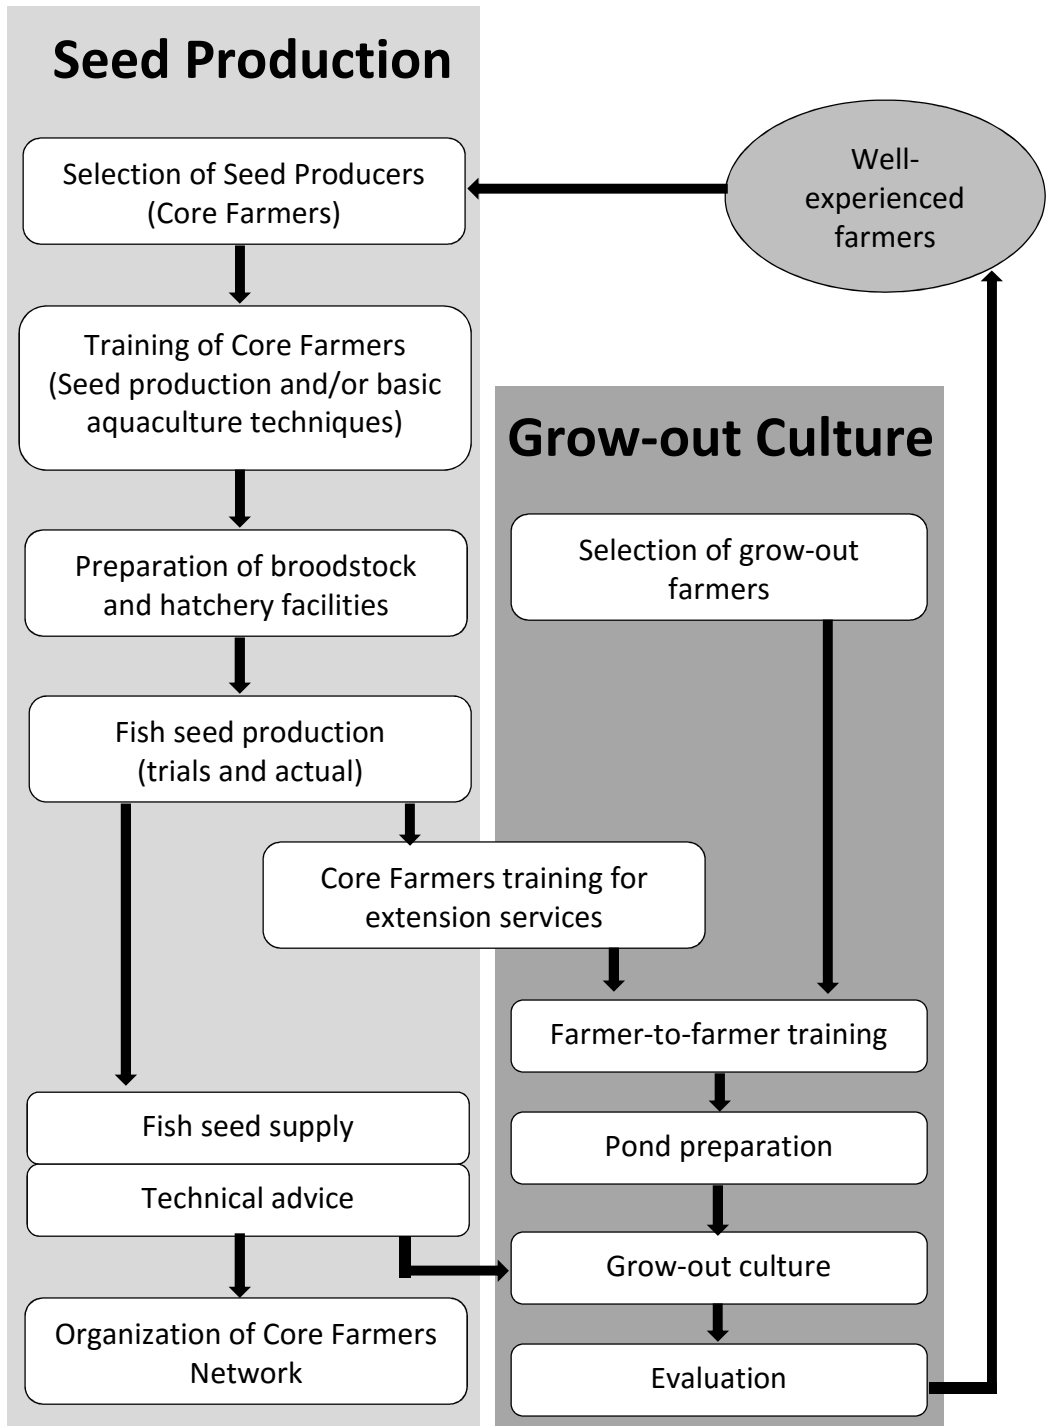 Seed Production
Selection of Seed Producers
(Core Farmers)
Well-
experienced
farmers
Training of Core Farmers
(Seed production and/or basic
aquaculture techniques)
Grow-out Culture
Preparation of broodstock
and hatchery facilities
Selection of grow-out
farmers
Fish seed production
(trials and actual)
Core Farmers training for
extension services
Farmer-to-farmer training
Fish seed supply
Pond preparation
Technical advice
Grow-out culture
Organization of Core Farmers
Network
Evaluation